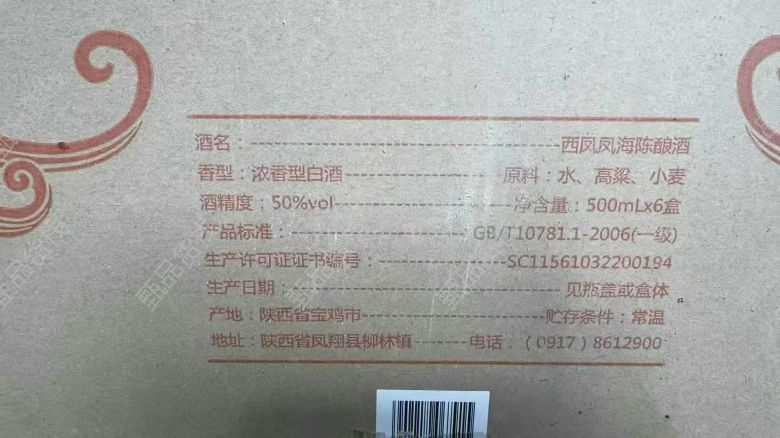 酒名：西凤凤海陈酿酒
香型：浓香型白酒 原料：水、高粱、小麦
酒精度：50%vol 净含量：500mLx6盒
产品标准：GB/T10781.1-2006(一级)
生产许可证证书编号：SC11561032200194
生产日期：见瓶盖或盒体
产地：陕西省宝鸡市 贮存条件：常温
地址：陕西省凤翔县柳林镇 电话：（0917）8612900